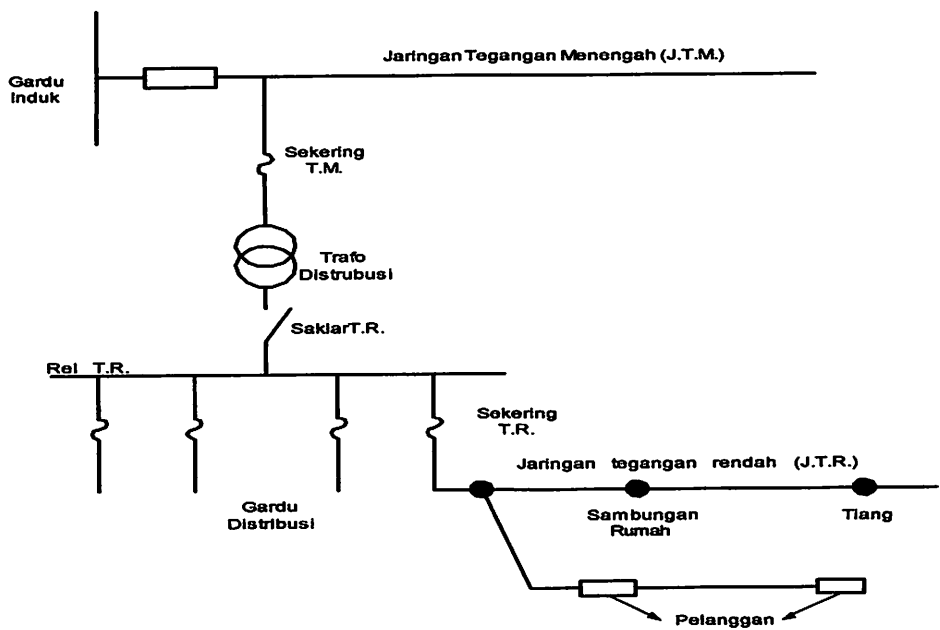 Jaringan Tegangan Menengah (J.T.M.)
Gardu
Induk
Sekering
T.M.
Trafo
Distrubusi
Saklar T.R.
Rel T.R.
Sekering
T.R.
Jaringan tegangan rendah (J.T.R.)
Gardu
Distribusi
Sambungan
Rumah
Tiang
Pelanggan